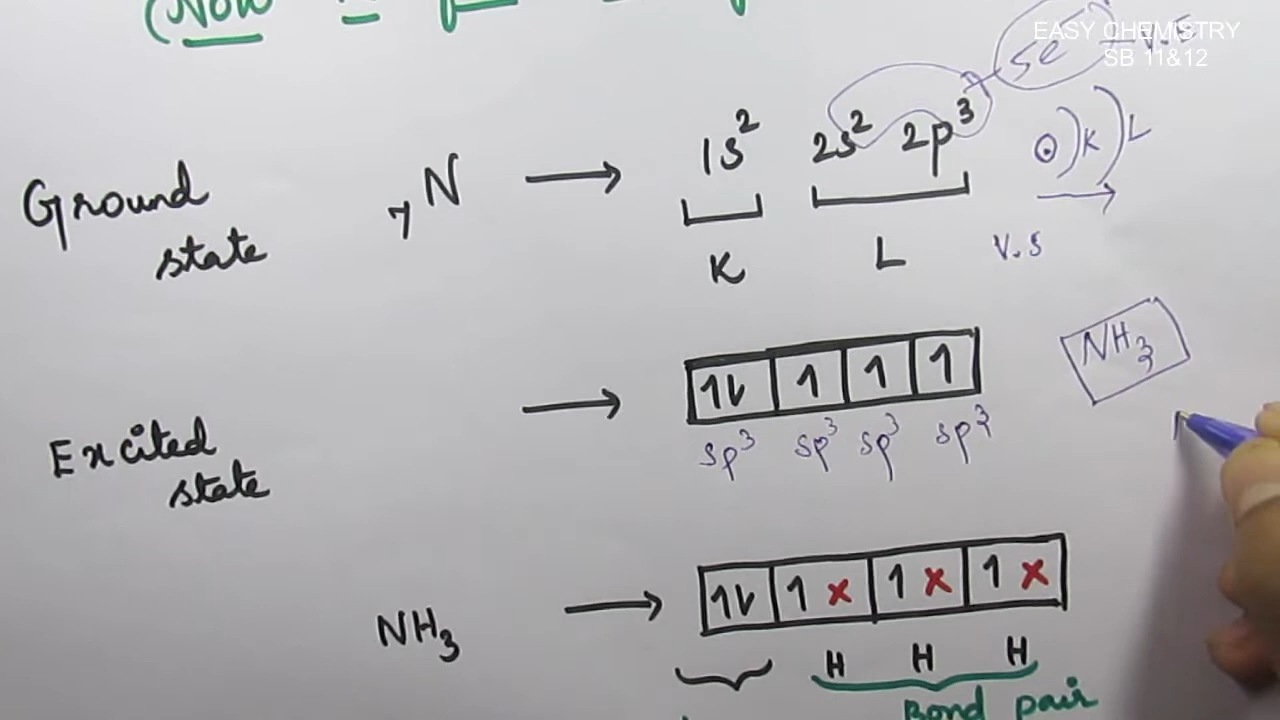 (Now
EASY CHEMISTRY
SB 11&12
5e⁻ → V.E
Ground state ₇N → 1s² 2s² 2p³
K L
K L
V.S
NH₃
Excited state → 1⇂ 1 1 1
sp³ sp³ sp³ sp³
NH₃ → 1⇂ 1 x 1 x 1 x
H H H
Bond pair